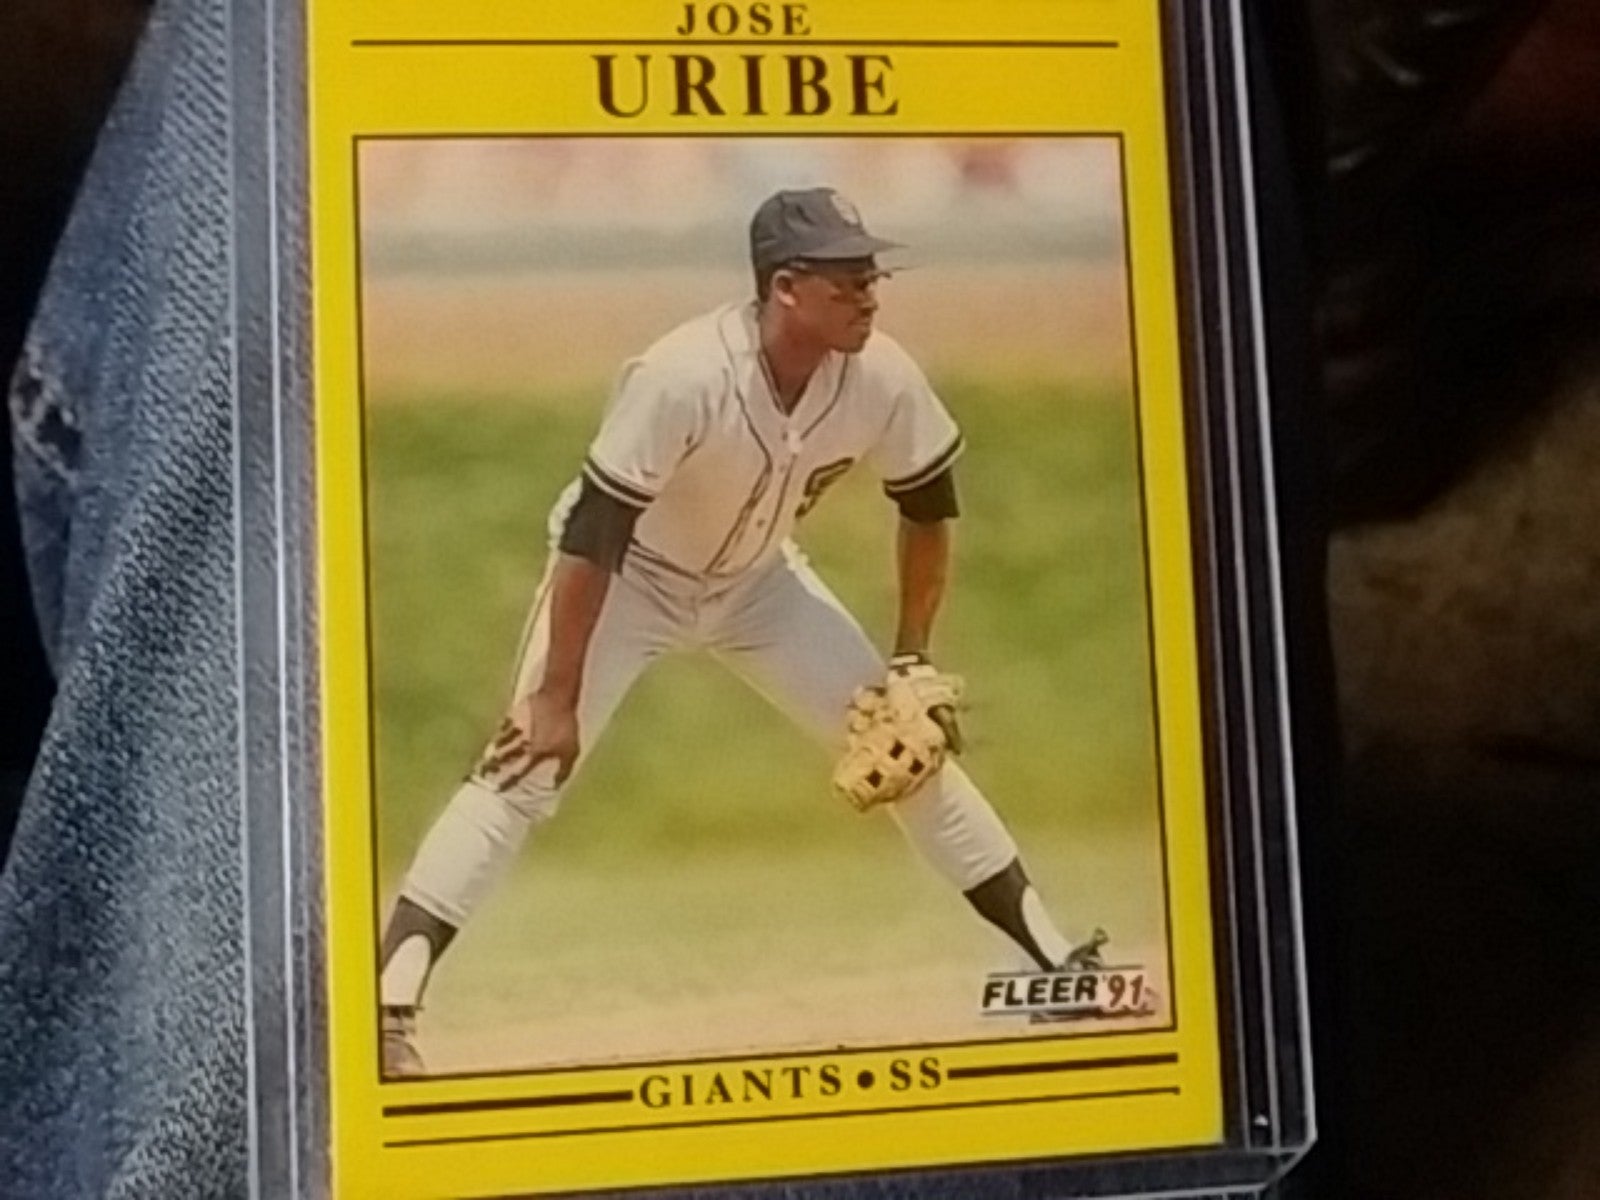 JOSE
URIBE
FLEER '91
GIANTS • SS